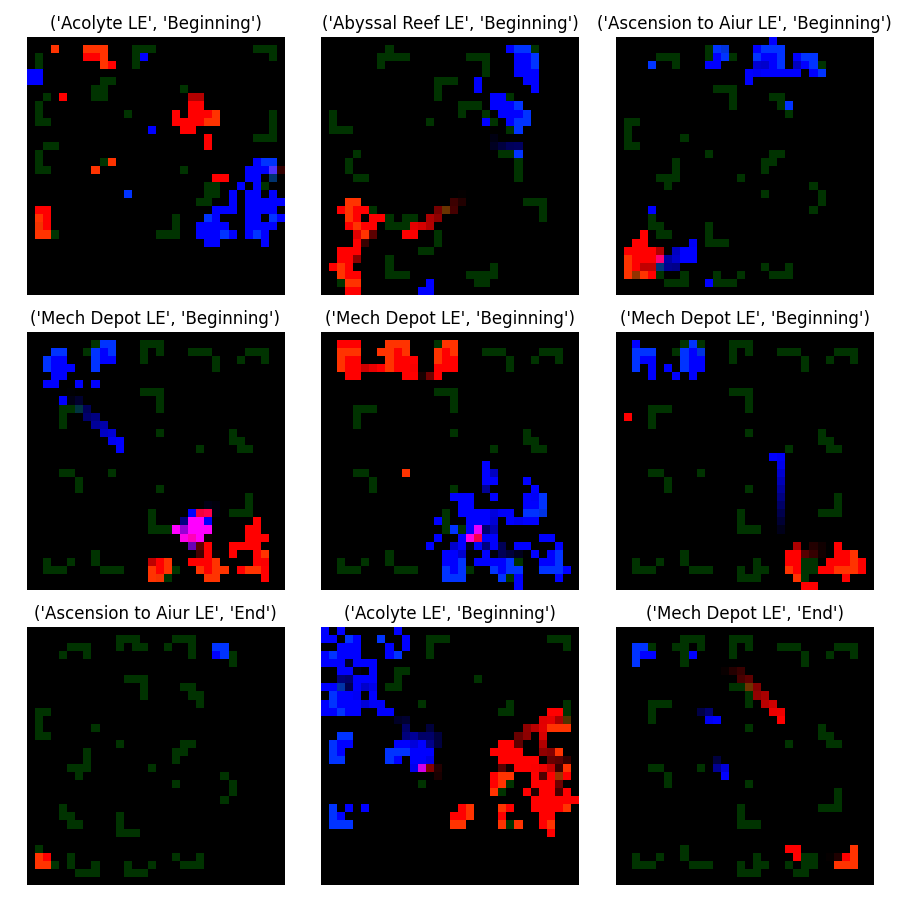 ('Acolyte LE', 'Beginning')
('Abyssal Reef LE', 'Beginning')
('Ascension to Aiur LE', 'Beginning')
('Mech Depot LE', 'Beginning')
('Mech Depot LE', 'Beginning')
('Mech Depot LE', 'Beginning')
('Ascension to Aiur LE', 'End')
('Acolyte LE', 'Beginning')
('Mech Depot LE', 'End')